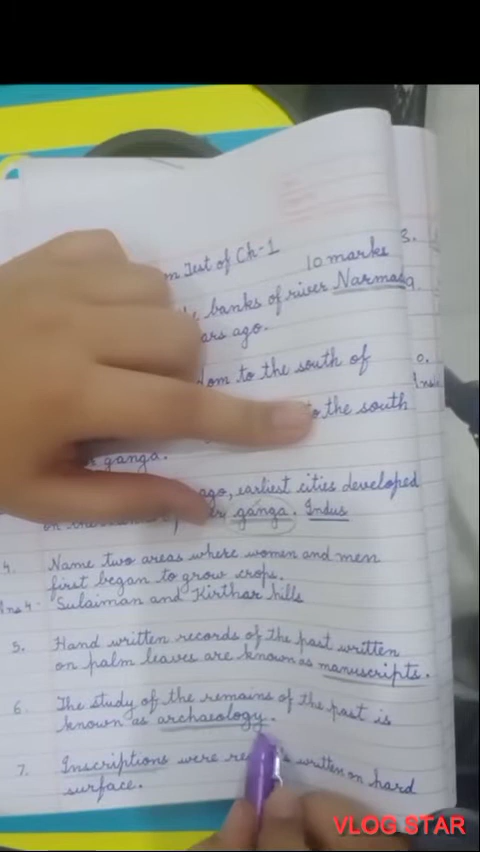 Test of Ch-1
10 marks
3.
banks of river Narmada
9.
ago.
to the south of
0.
the south
ganga.
ago, earliest cities developed
ganga. Indus
4. Name two areas where women and men
first began to grow crops.
Ans 4- Sulaiman and Kirthar hills
5. Hand written records of the past written
on palm leaves are known as manuscripts.
6. The study of the remains of the past is
known as archaeology.
7. Inscriptions were written on hard
surface.
VLOG STAR